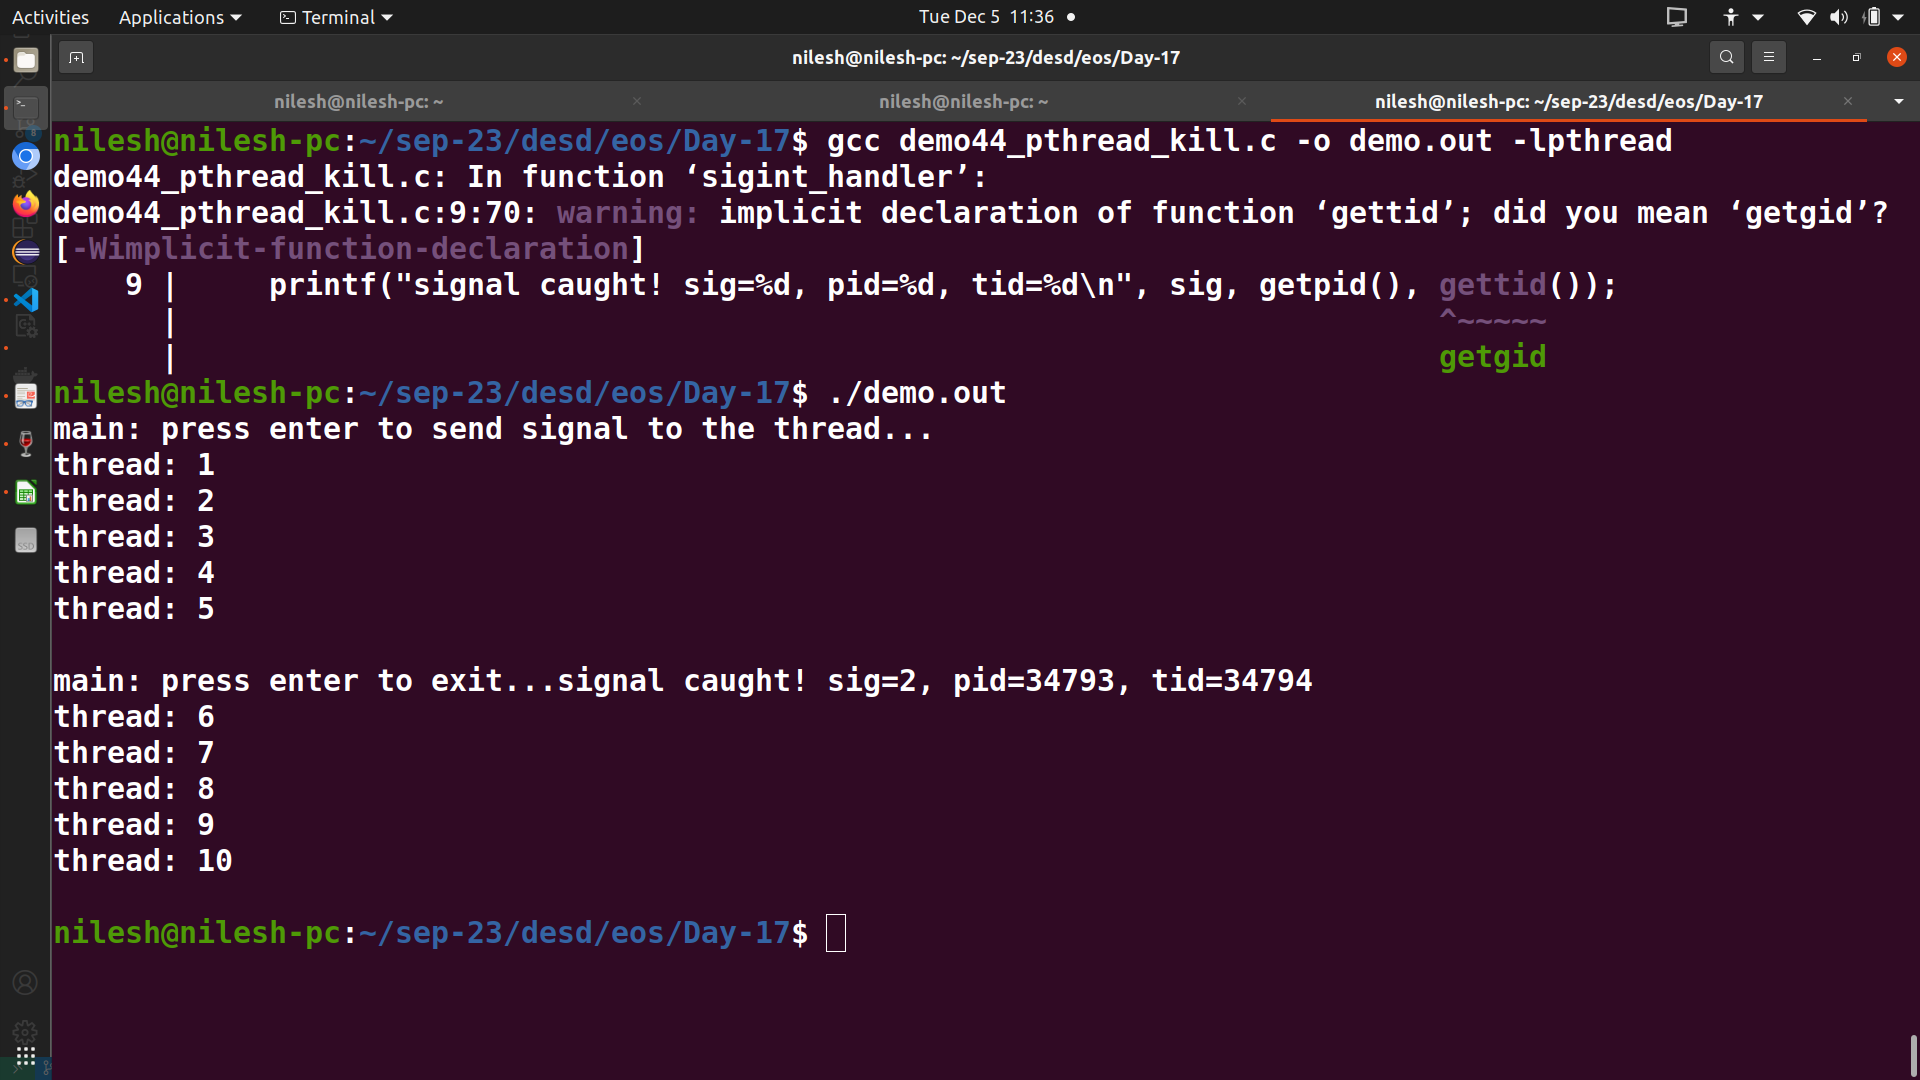 Activities Applications Terminal Tue Dec 5 11:36
nilesh@nilesh-pc: ~/sep-23/desd/eos/Day-17
nilesh@nilesh-pc: ~ nilesh@nilesh-pc: ~ nilesh@nilesh-pc: ~/sep-23/desd/eos/Day-17
nilesh@nilesh-pc:~/sep-23/desd/eos/Day-17$ gcc demo44_pthread_kill.c -o demo.out -lpthread
demo44_pthread_kill.c: In function ‘sigint_handler’:
demo44_pthread_kill.c:9:70: warning: implicit declaration of function ‘gettid’; did you mean ‘getgid’?
[-Wimplicit-function-declaration]
    9 |     printf("signal caught! sig=%d, pid=%d, tid=%d\n", sig, getpid(), gettid());
      |                                                                      ^~~~~~
      |                                                                      getgid
nilesh@nilesh-pc:~/sep-23/desd/eos/Day-17$ ./demo.out
main: press enter to send signal to the thread...
thread: 1
thread: 2
thread: 3
thread: 4
thread: 5
main: press enter to exit...signal caught! sig=2, pid=34793, tid=34794
thread: 6
thread: 7
thread: 8
thread: 9
thread: 10
nilesh@nilesh-pc:~/sep-23/desd/eos/Day-17$
SSD